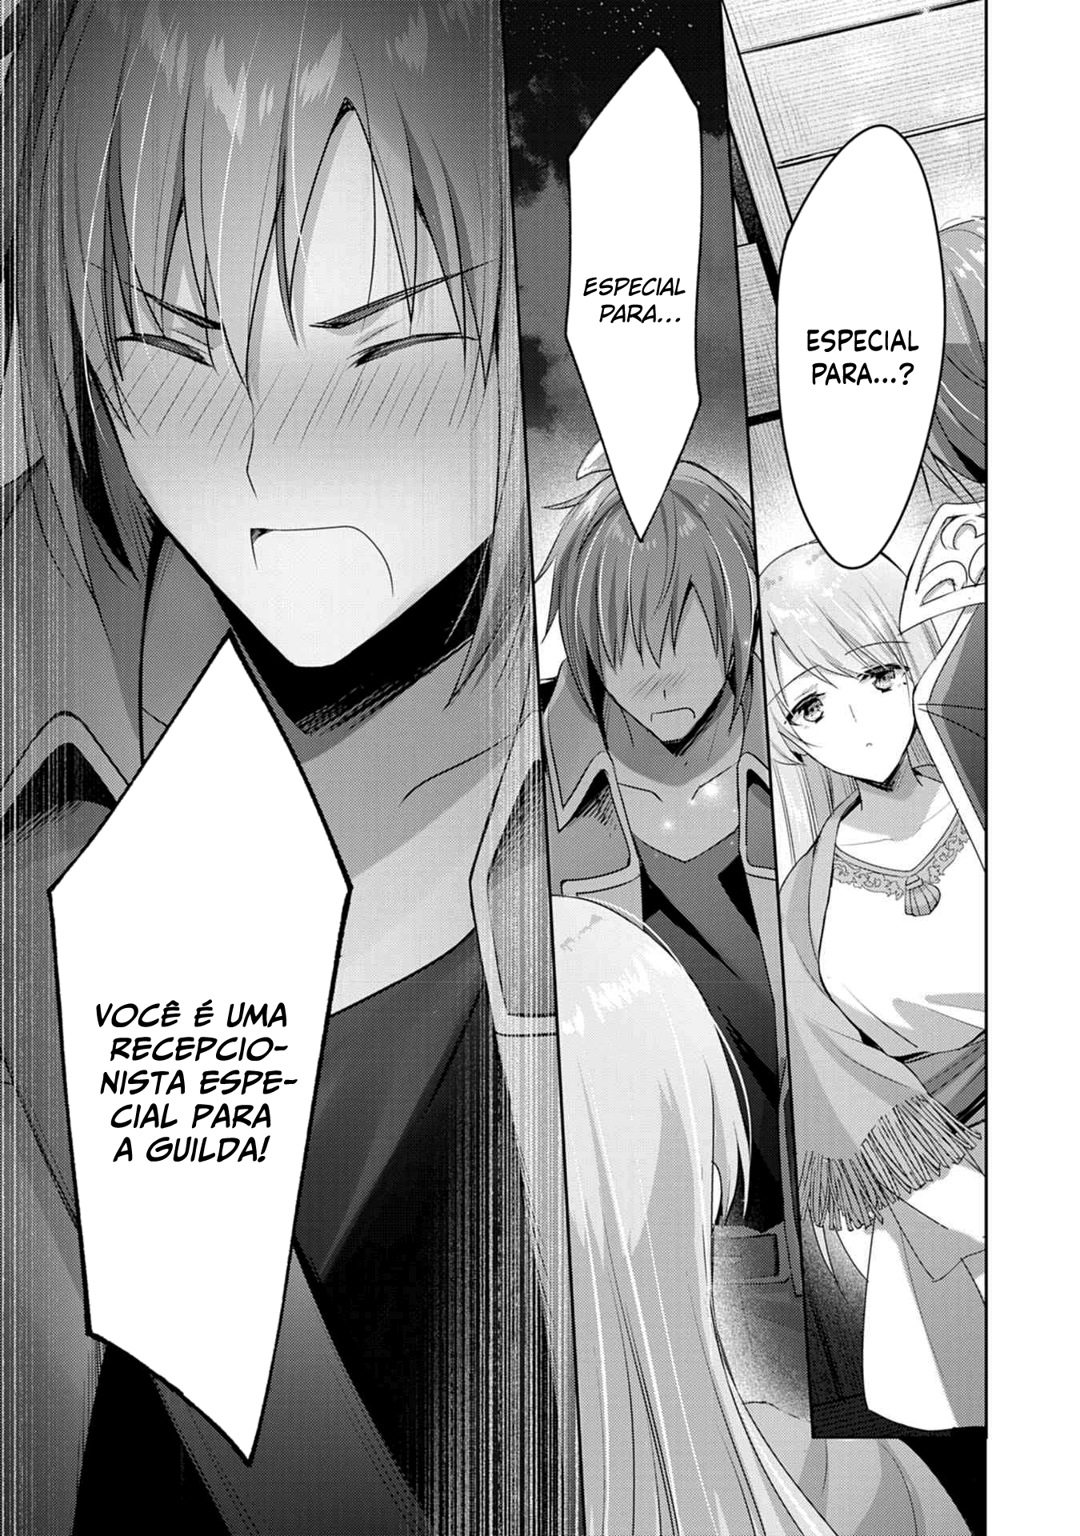 ESPECIAL
PARA...?
ESPECIAL
PARA...
VOCÊ É UMA
RECEPCIO-
NISTA ESPE-
CIAL PARA
A GUILDA!